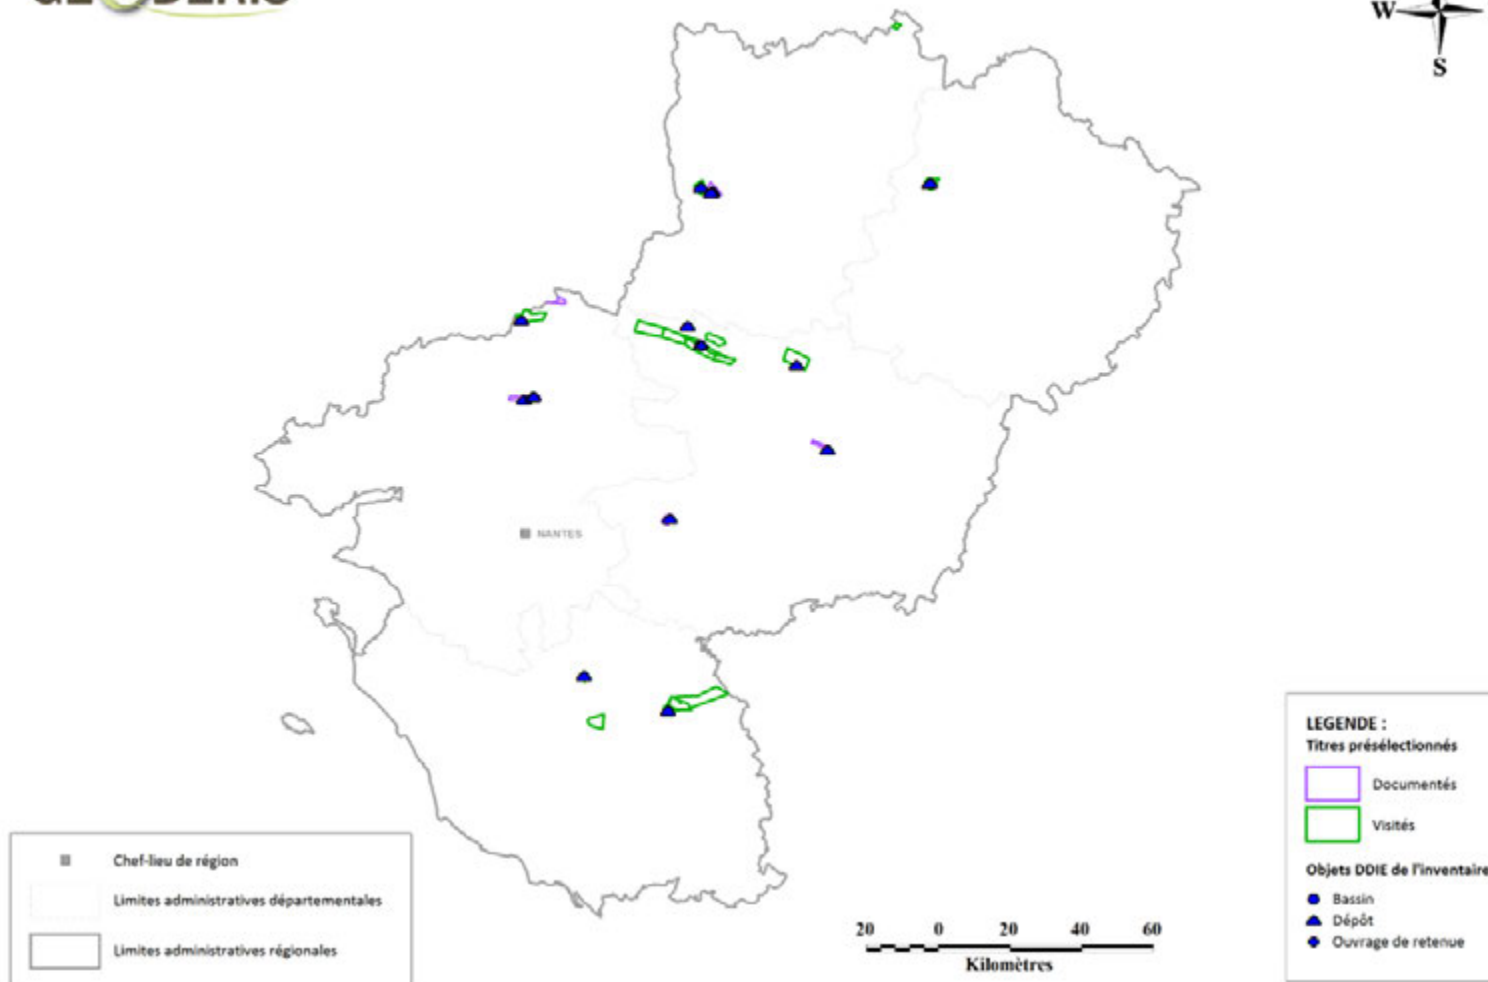 GEODERIS
W
S
NANTES
LEGENDE :
Titres présélectionnés
Documentés
Visités
Objets DDIE de l'inventaire
Bassin
Dépôt
Ouvrage de retenue
Chef-lieu de région
Limites administratives départementales
Limites administratives régionales
20 0 20 40 60
Kilomètres